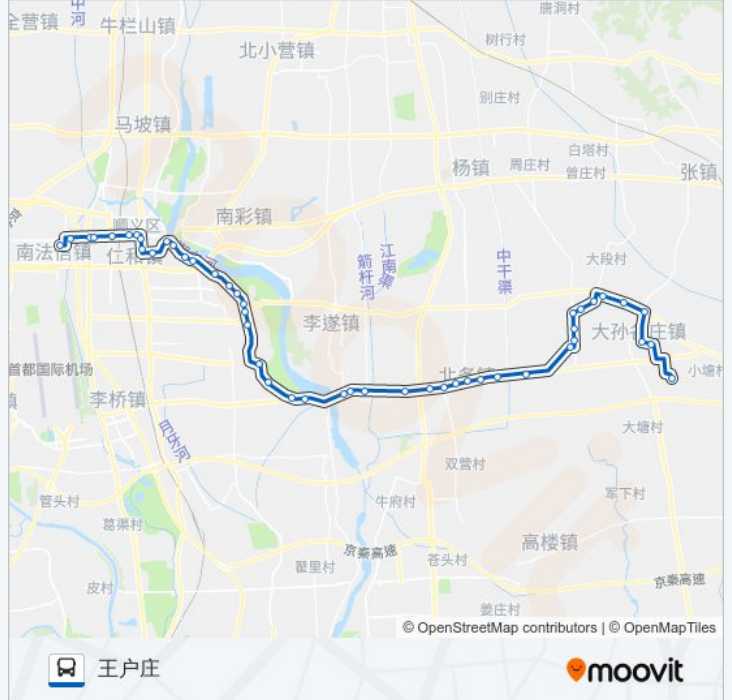 中河
全营镇
牛栏山镇
唐洞村
北小营镇
树行村
别庄村
马坡镇
白塔村
杨镇
周庄村
曾庄村
张镇
南彩镇
顺义区
南法信镇
仁和镇
江南渠
箭杆河
中干渠
大段村
李遂镇
大孙各庄镇
首都国际机场
北务镇
小塘村
李桥镇
镇
月牙河
大塘村
双营村
管头村
牛府村
军下村
葛渠村
高楼镇
京秦高速
翟里村
苍头村
京秦高速
皮村
姜庄村
© OpenStreetMap contributors | © OpenMapTiles
王户庄
moovit